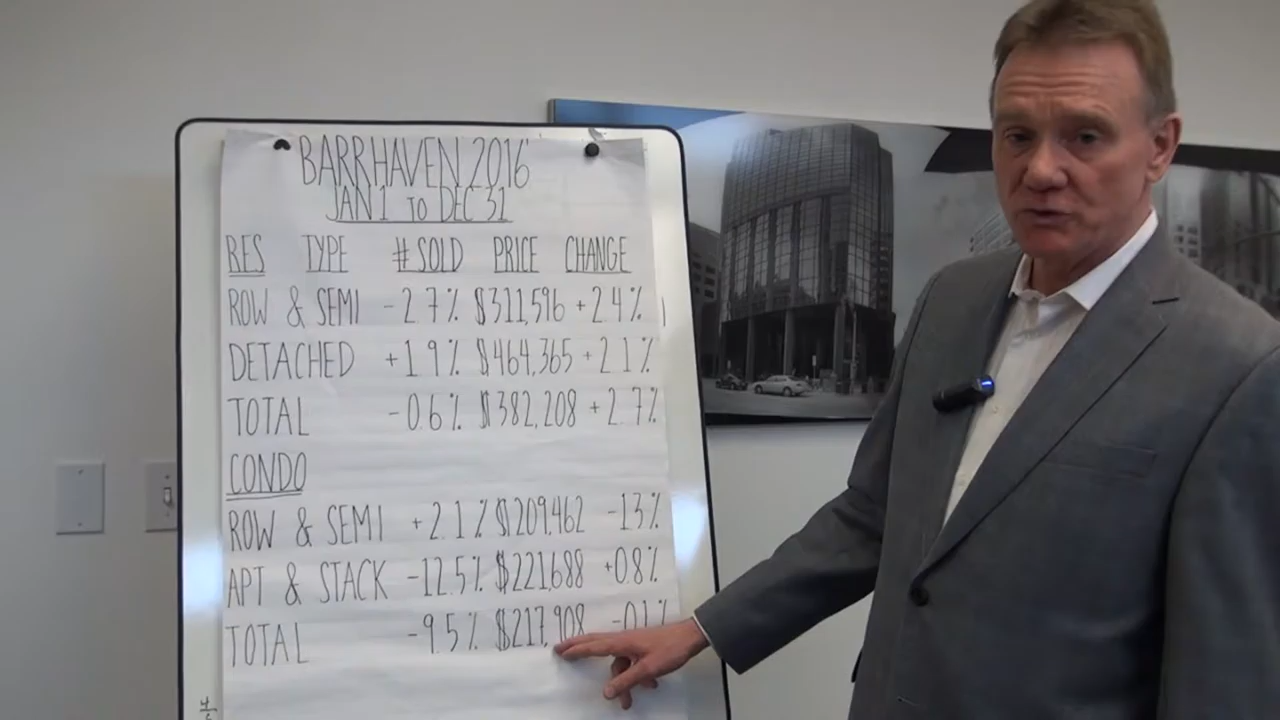 BARRHAVEN 2016
JAN 1 TO DEC 31
RES TYPE # SOLD PRICE CHANGE
ROW & SEMI -2.7% $311,596 +2.4%
DETACHED +1.9% $464,365 +2.1%
TOTAL -0.6% $382,208 +2.7%
CONDO
ROW & SEMI +2.1% $209,462 -1.3%
APT & STACK -12.5% $221,688 +0.8%
TOTAL -9.5% $217,908 -0.1%